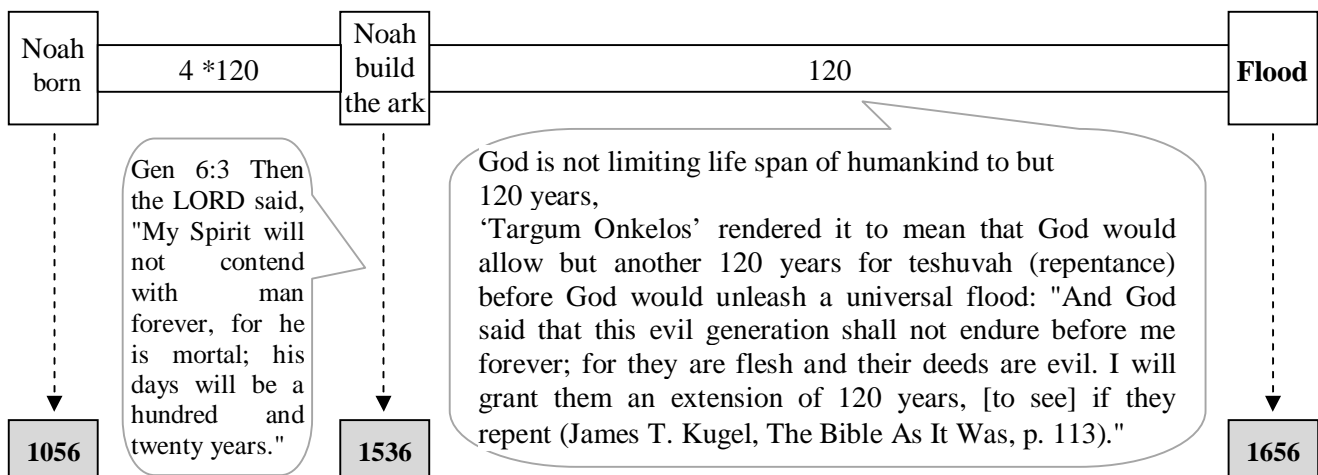 Noah
born
4 *120
Noah
build
the ark
120
Flood
Gen 6:3 Then
the LORD said,
"My Spirit will
not contend
with man
forever, for he
is mortal; his
days will be a
hundred and
twenty years."
God is not limiting life span of humankind to but
120 years,
‘Targum Onkelos’ rendered it to mean that God would
allow but another 120 years for teshuvah (repentance)
before God would unleash a universal flood: "And God
said that this evil generation shall not endure before me
forever; for they are flesh and their deeds are evil. I will
grant them an extension of 120 years, [to see] if they
repent (James T. Kugel, The Bible As It Was, p. 113)."
1056
1536
1656